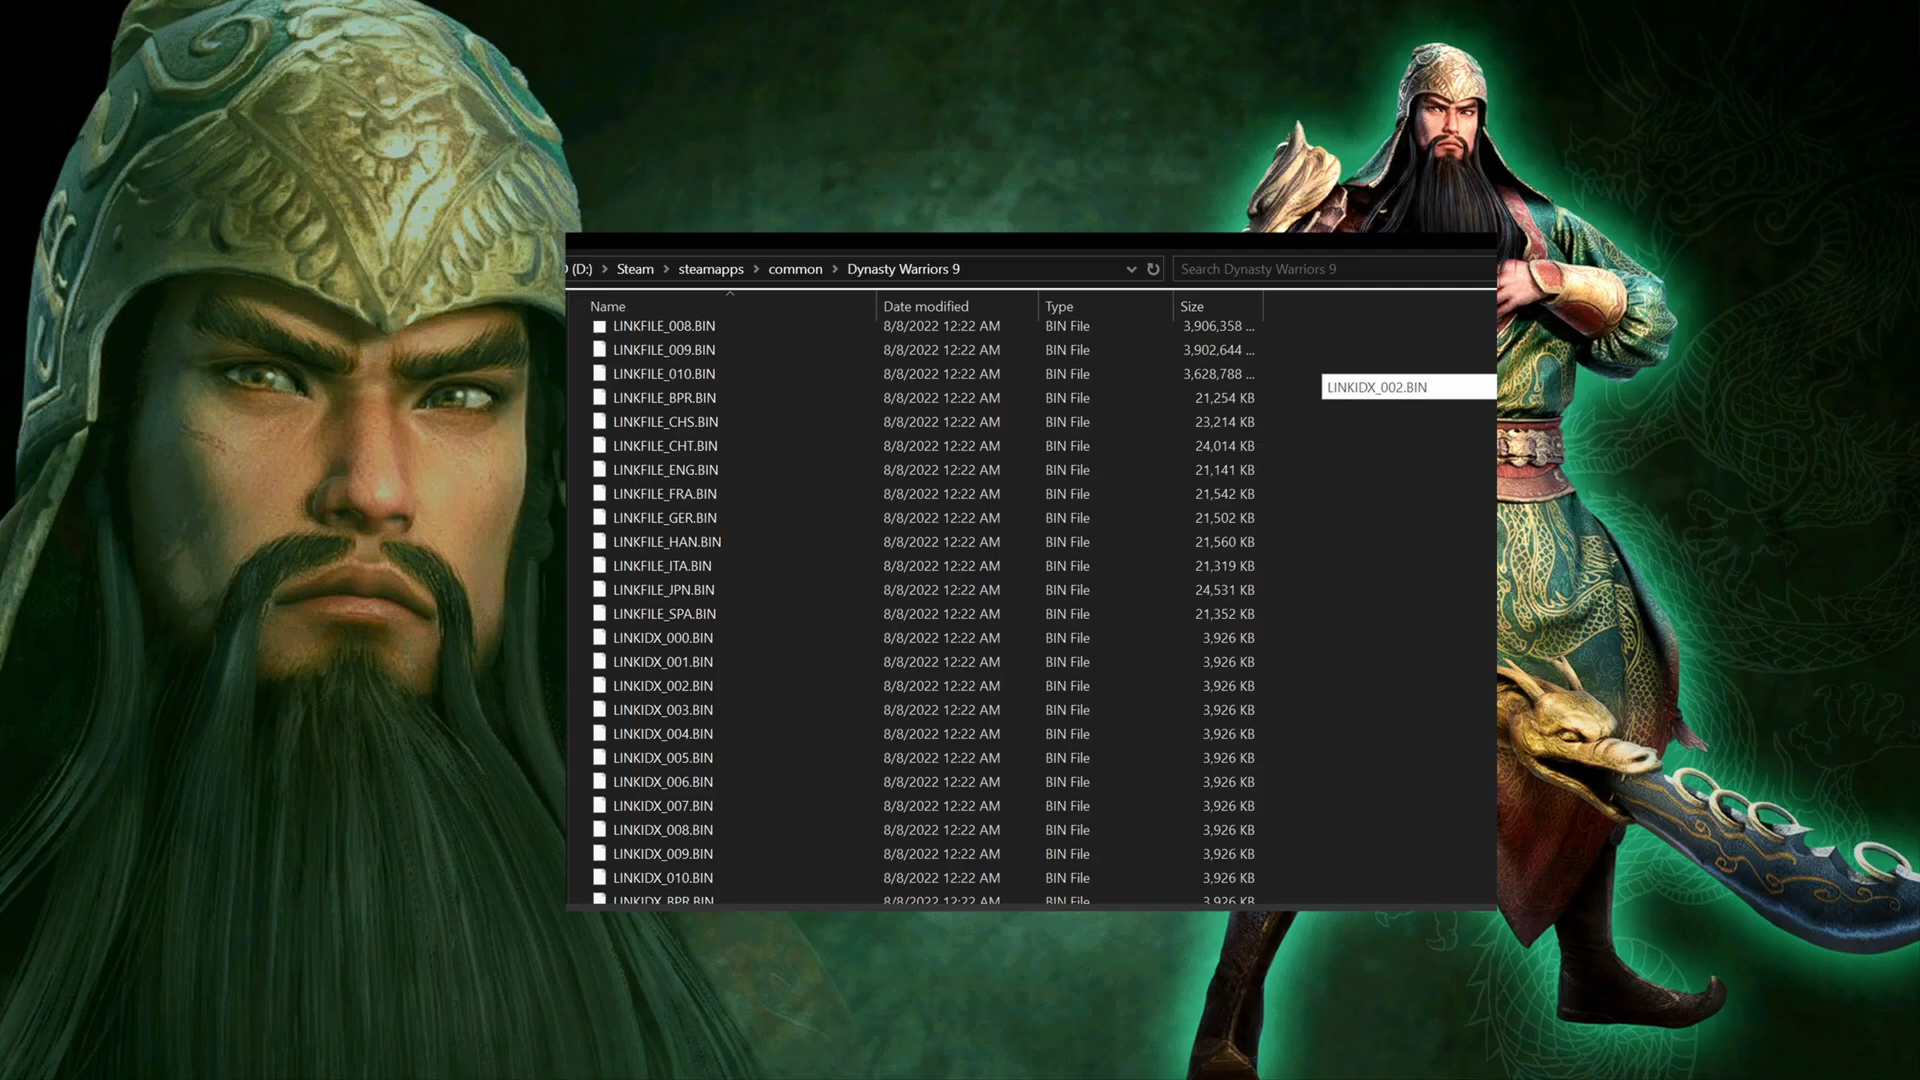 (D:) > Steam > steamapps > common > Dynasty Warriors 9
Search Dynasty Warriors 9
Name Date modified Type Size
LINKFILE_008.BIN 8/8/2022 12:22 AM BIN File 3,906,358 ...
LINKFILE_009.BIN 8/8/2022 12:22 AM BIN File 3,902,644 ...
LINKFILE_010.BIN 8/8/2022 12:22 AM BIN File 3,628,788 ...
LINKIDX_002.BIN
LINKFILE_BPR.BIN 8/8/2022 12:22 AM BIN File 21,254 KB
LINKFILE_CHS.BIN 8/8/2022 12:22 AM BIN File 23,214 KB
LINKFILE_CHT.BIN 8/8/2022 12:22 AM BIN File 24,014 KB
LINKFILE_ENG.BIN 8/8/2022 12:22 AM BIN File 21,141 KB
LINKFILE_FRA.BIN 8/8/2022 12:22 AM BIN File 21,542 KB
LINKFILE_GER.BIN 8/8/2022 12:22 AM BIN File 21,502 KB
LINKFILE_HAN.BIN 8/8/2022 12:22 AM BIN File 21,560 KB
LINKFILE_ITA.BIN 8/8/2022 12:22 AM BIN File 21,319 KB
LINKFILE_JPN.BIN 8/8/2022 12:22 AM BIN File 24,531 KB
LINKFILE_SPA.BIN 8/8/2022 12:22 AM BIN File 21,352 KB
LINKIDX_000.BIN 8/8/2022 12:22 AM BIN File 3,926 KB
LINKIDX_001.BIN 8/8/2022 12:22 AM BIN File 3,926 KB
LINKIDX_002.BIN 8/8/2022 12:22 AM BIN File 3,926 KB
LINKIDX_003.BIN 8/8/2022 12:22 AM BIN File 3,926 KB
LINKIDX_004.BIN 8/8/2022 12:22 AM BIN File 3,926 KB
LINKIDX_005.BIN 8/8/2022 12:22 AM BIN File 3,926 KB
LINKIDX_006.BIN 8/8/2022 12:22 AM BIN File 3,926 KB
LINKIDX_007.BIN 8/8/2022 12:22 AM BIN File 3,926 KB
LINKIDX_008.BIN 8/8/2022 12:22 AM BIN File 3,926 KB
LINKIDX_009.BIN 8/8/2022 12:22 AM BIN File 3,926 KB
LINKIDX_010.BIN 8/8/2022 12:22 AM BIN File 3,926 KB
LINKIDX_BPR.BIN 8/8/2022 12:22 AM BIN File 3,926 KB